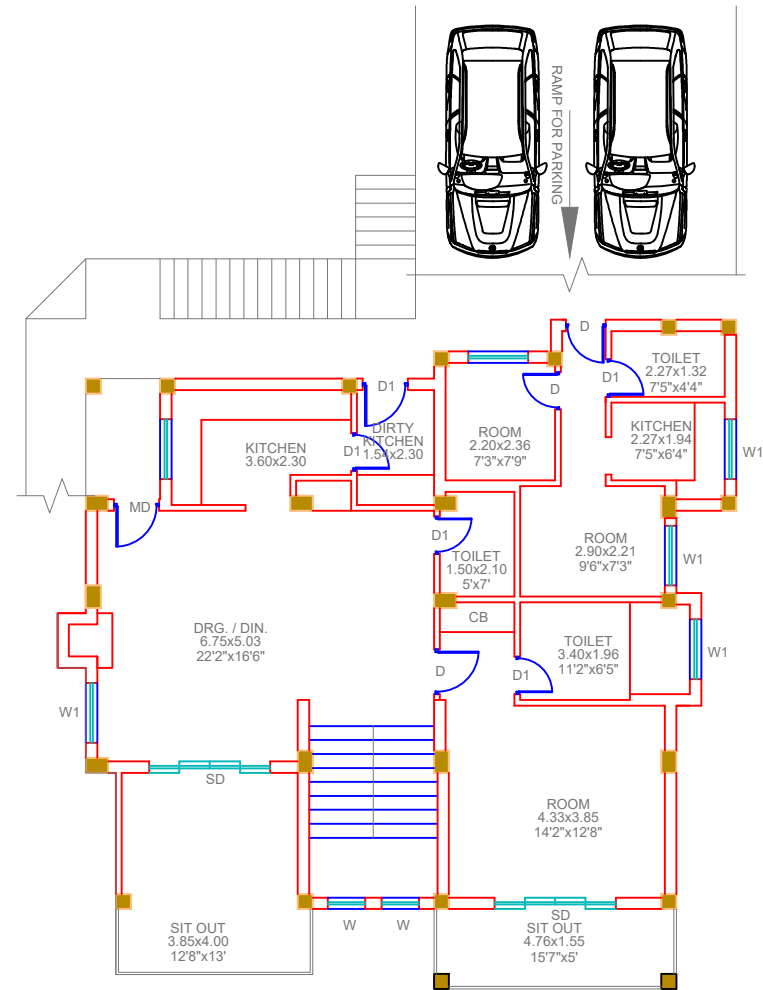 RAMP FOR PARKING
D
TOILET
2.27x1.32
7'5"x4'4"
D1
D1
D
DIRTY
KITCHEN
1.54x2.30
KITCHEN
3.60x2.30
D1
ROOM
2.20x2.36
7'3"x7'9"
KITCHEN
2.27x1.94
7'5"x6'4"
W1
MD
D1
TOILET
1.50x2.10
5'x7'
ROOM
2.90x2.21
9'6"x7'3"
W1
CB
DRG. / DIN.
6.75x5.03
22'2"x16'6"
TOILET
3.40x1.96
11'2"x6'5"
W1
D
D1
W1
SD
ROOM
4.33x3.85
14'2"x12'8"
SIT OUT
3.85x4.00
12'8"x13'
W
W
SD
SIT OUT
4.76x1.55
15'7"x5'